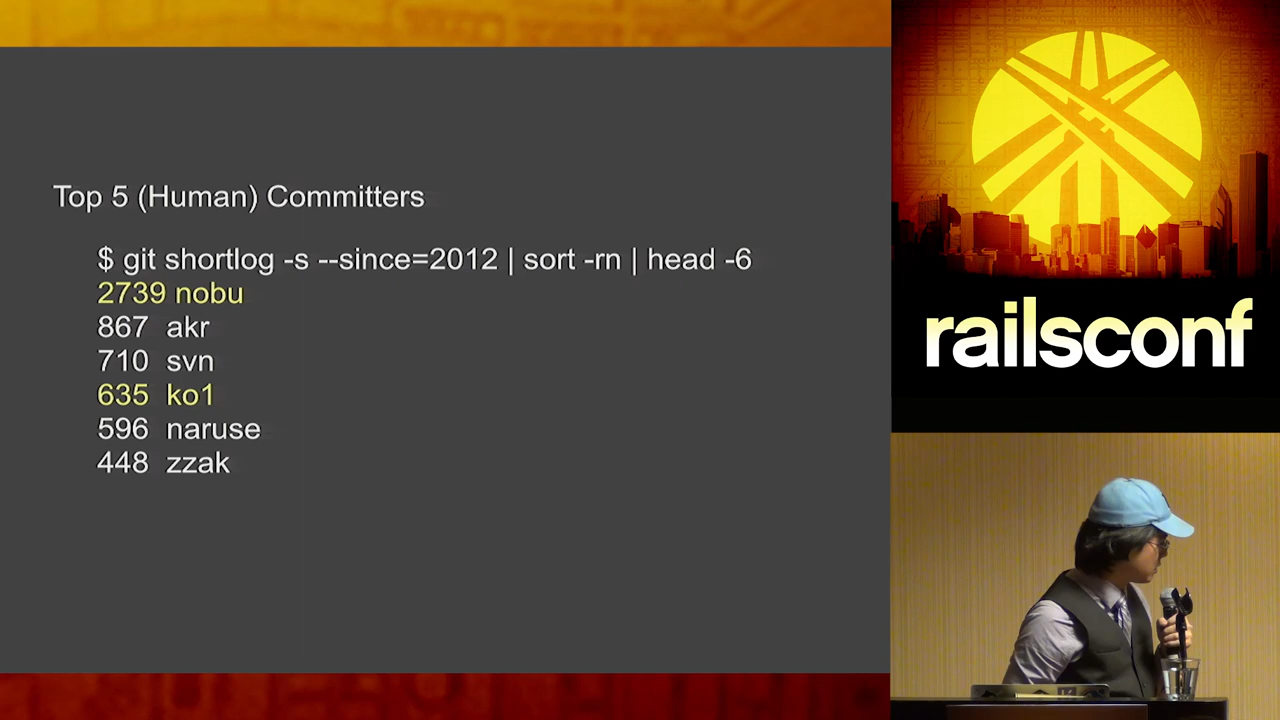 Top 5 (Human) Committers
$ git shortlog -s --since=2012 | sort -rn | head -6
2739 nobu
867 akr
710 svn
635 ko1
596 naruse
448 zzak
railsconf